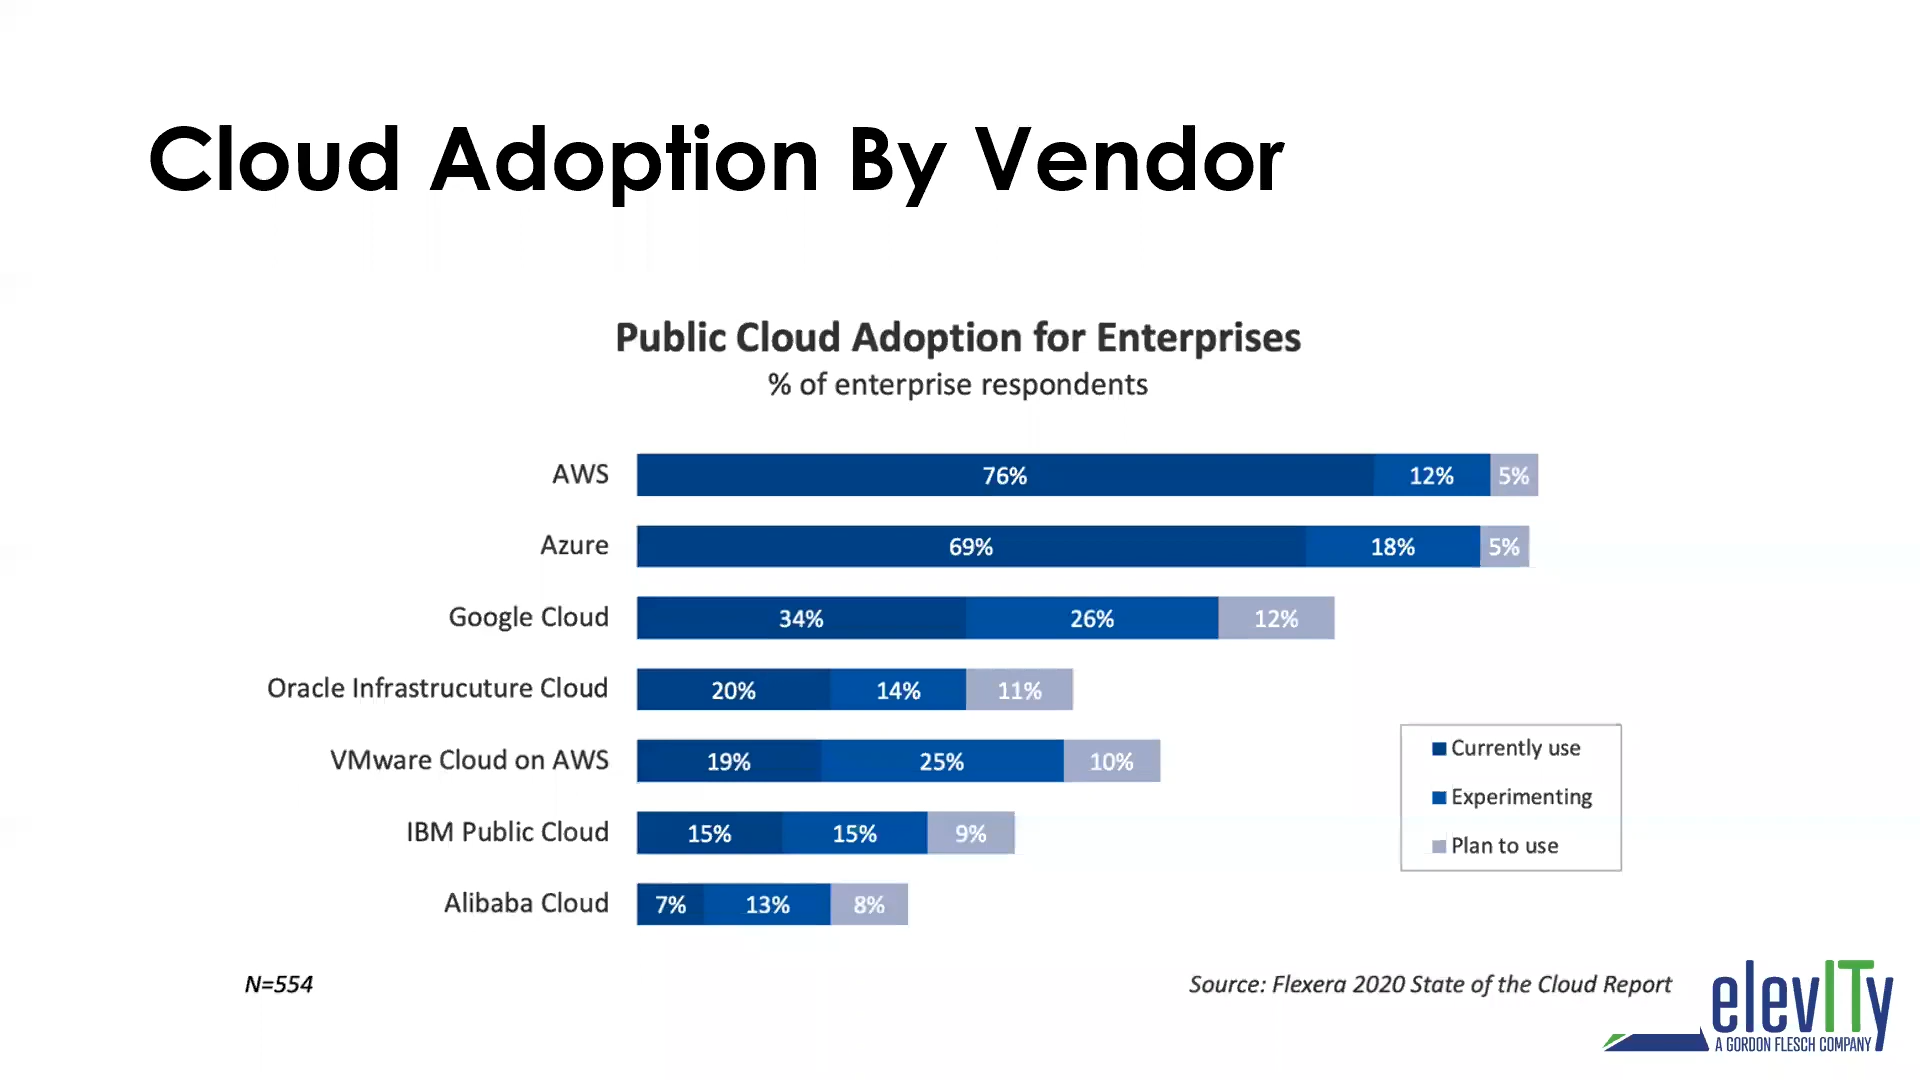 Cloud Adoption By Vendor
Public Cloud Adoption for Enterprises
% of enterprise respondents
AWS 76% 12% 5%
Azure 69% 18% 5%
Google Cloud 34% 26% 12%
Oracle Infrastrucuture Cloud 20% 14% 11%
VMware Cloud on AWS 19% 25% 10%
IBM Public Cloud 15% 15% 9%
Alibaba Cloud 7% 13% 8%
Currently use
Experimenting
Plan to use
N=554
Source: Flexera 2020 State of the Cloud Report
elevITy
A GORDON FLESCH COMPANY